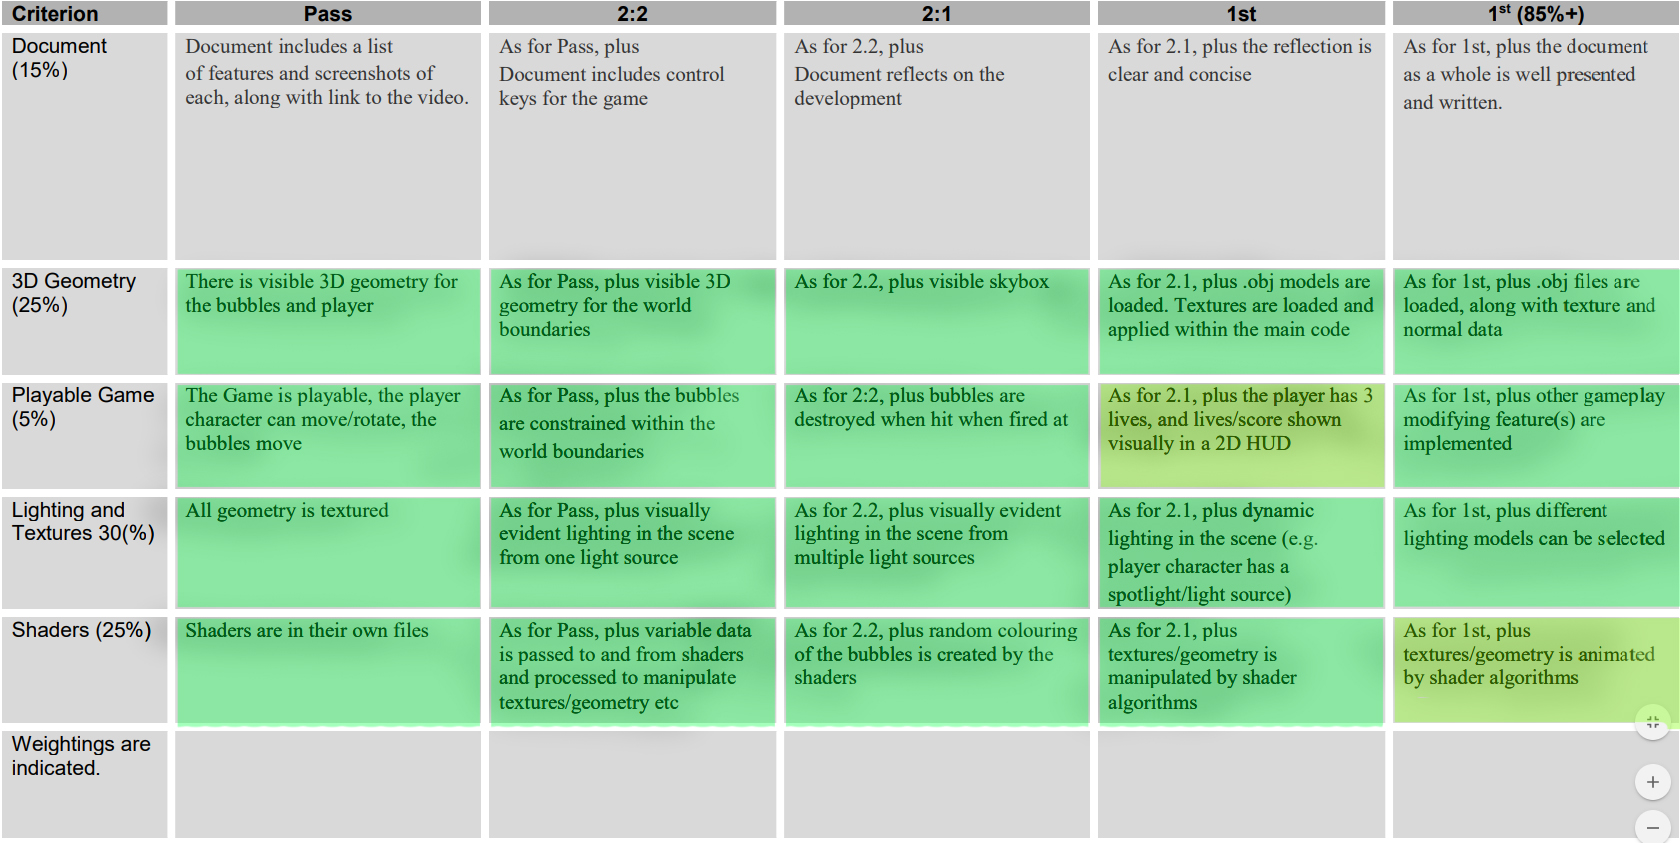 Criterion
Pass
2:2
2:1
1st
1st (85%+)
Document
(15%)
Document includes a list
of features and screenshots of
each, along with link to the video.
As for Pass, plus
Document includes control
keys for the game
As for 2.2, plus
Document reflects on the
development
As for 2.1, plus the reflection is
clear and concise
As for 1st, plus the document
as a whole is well presented
and written.
3D Geometry
(25%)
There is visible 3D geometry for
the bubbles and player
As for Pass, plus visible 3D
geometry for the world
boundaries
As for 2.2, plus visible skybox
As for 2.1, plus .obj models are
loaded. Textures are loaded and
applied within the main code
As for 1st, plus .obj files are
loaded, along with texture and
normal data
Playable Game
(5%)
The Game is playable, the player
character can move/rotate, the
bubbles move
As for Pass, plus the bubbles
are constrained within the
world boundaries
As for 2:2, plus bubbles are
destroyed when hit when fired at
As for 2.1, plus the player has 3
lives, and lives/score shown
visually in a 2D HUD
As for 1st, plus other gameplay
modifying feature(s) are
implemented
Lighting and
Textures 30(%)
All geometry is textured
As for Pass, plus visually
evident lighting in the scene
from one light source
As for 2.2, plus visually evident
lighting in the scene from
multiple light sources
As for 2.1, plus dynamic
lighting in the scene (e.g.
player character has a
spotlight/light source)
As for 1st, plus different
lighting models can be selected
Shaders (25%)
Shaders are in their own files
As for Pass, plus variable data
is passed to and from shaders
and processed to manipulate
textures/geometry etc
As for 2.2, plus random colouring
of the bubbles is created by the
shaders
As for 2.1, plus
textures/geometry is
manipulated by shader
algorithms
As for 1st, plus
textures/geometry is animated
by shader algorithms
Weightings are
indicated.